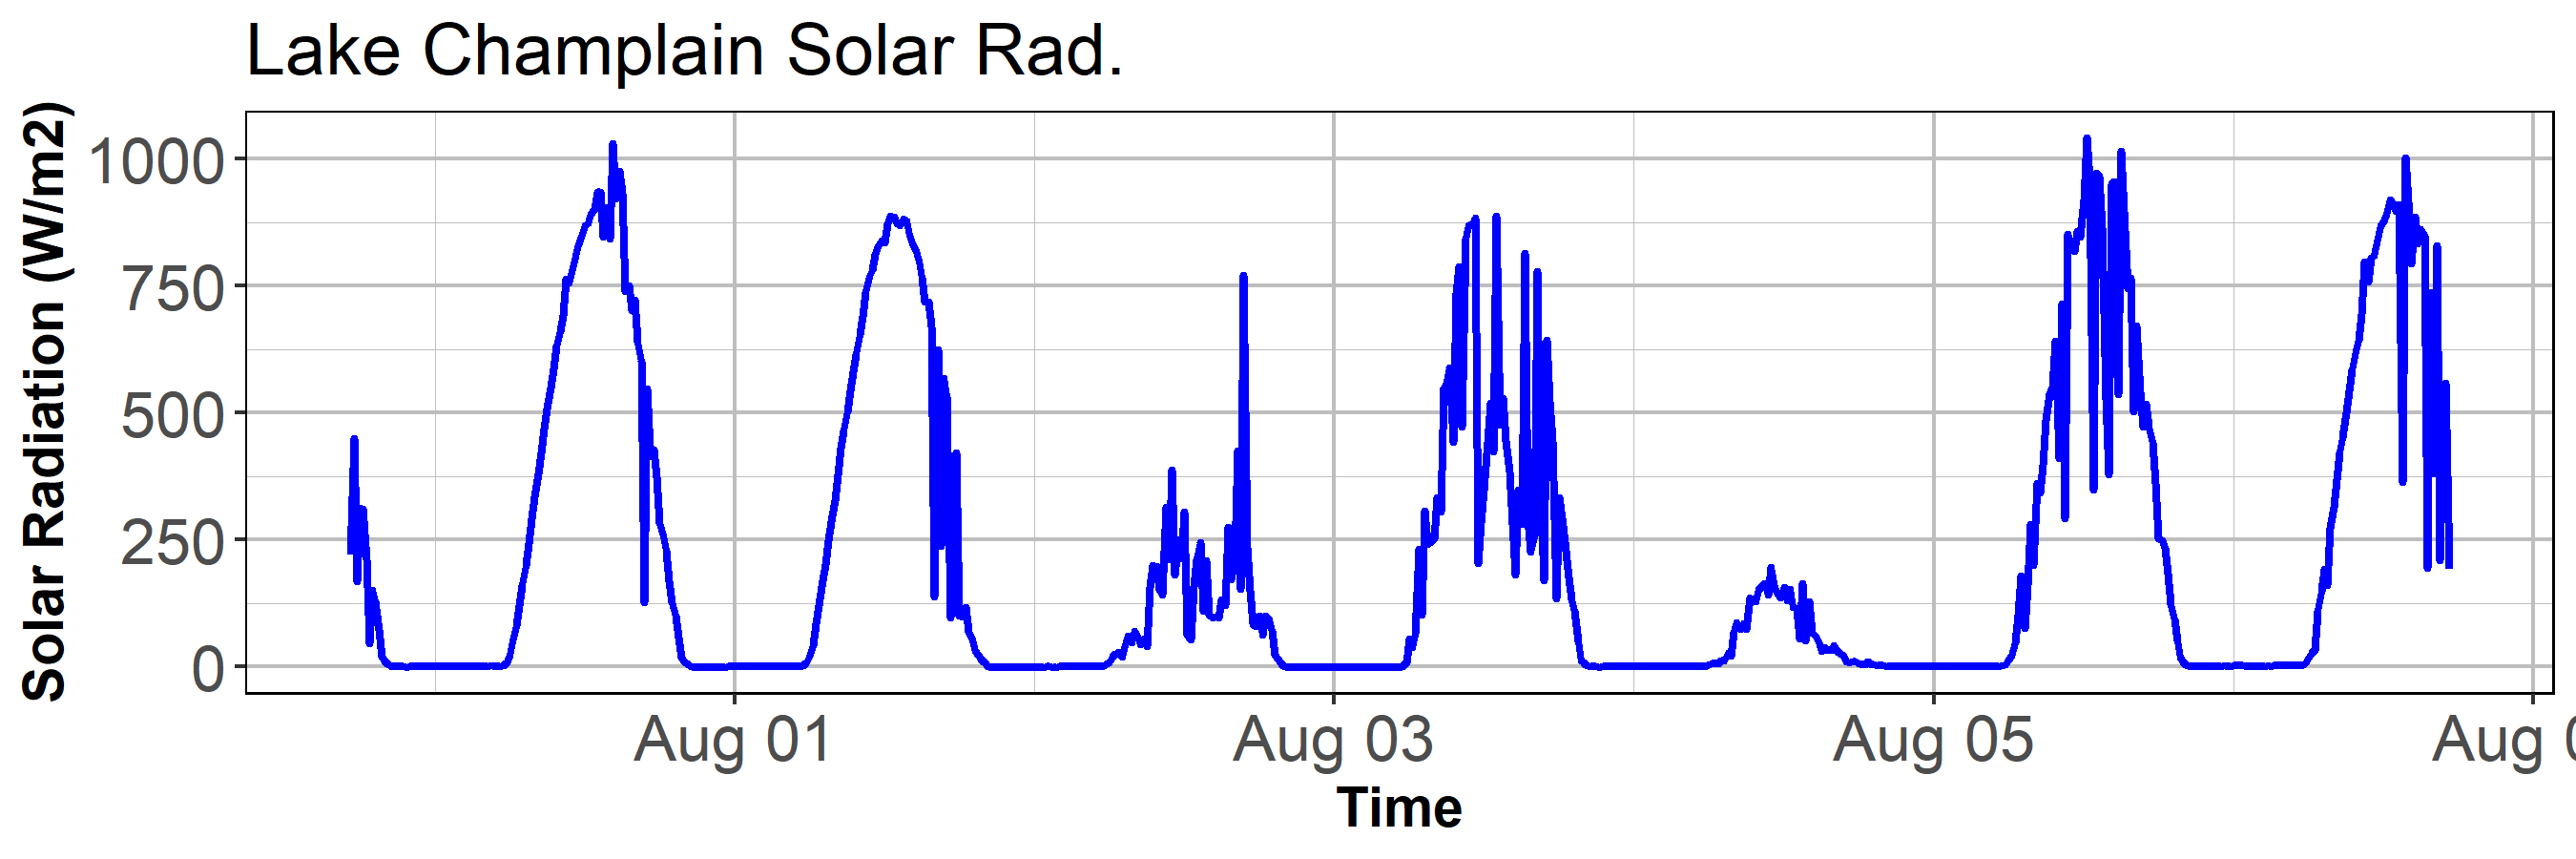 Lake Champlain Solar Rad.
Solar Radiation (W/m2)
1000
750
500
250
0
Aug 01 Aug 03 Aug 05 Aug
Time